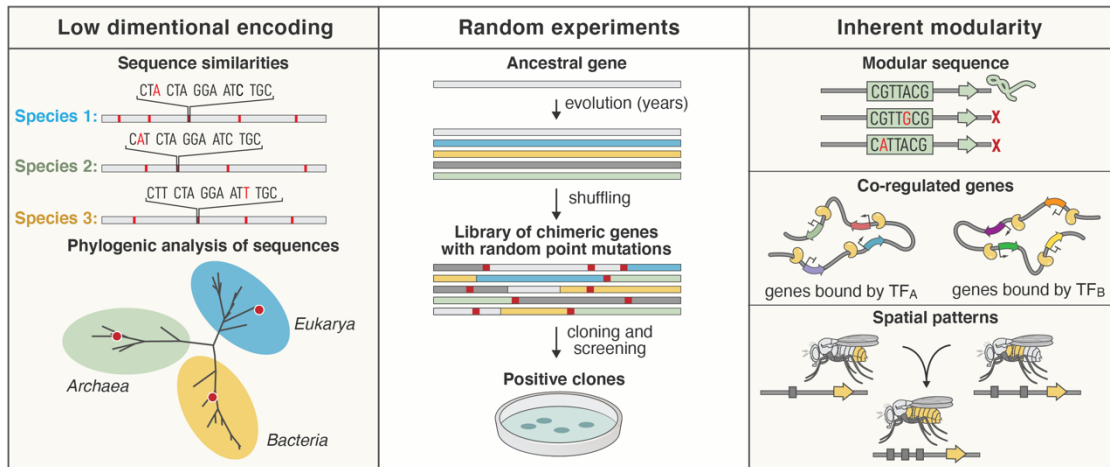 Low dimentional encoding
Sequence similarities
CTA CTA GGA ATC TGC
Species 1:
CAT CTA GGA ATC TGC
Species 2:
CTT CTA GGA ATT TGC
Species 3:
Phylogenic analysis of sequences
Eukarya
Archaea
Bacteria
Random experiments
Ancestral gene
evolution (years)
shuffling
Library of chimeric genes
with random point mutations
cloning and
screening
Positive clones
Inherent modularity
Modular sequence
CGTTACG
CGTTGCG
X
CATTACG
X
Co-regulated genes
genes bound by TFA
genes bound by TFB
Spatial patterns